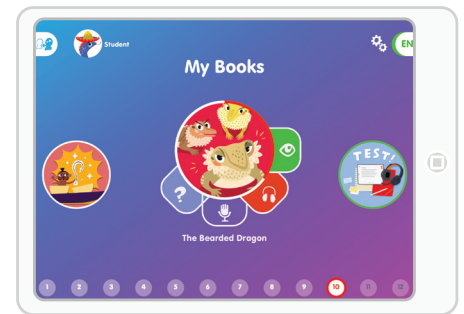 Student
EN
My Books
?
?
TEST!
The Bearded Dragon
1 2 3 4 5 6 7 8 9 10 11 12